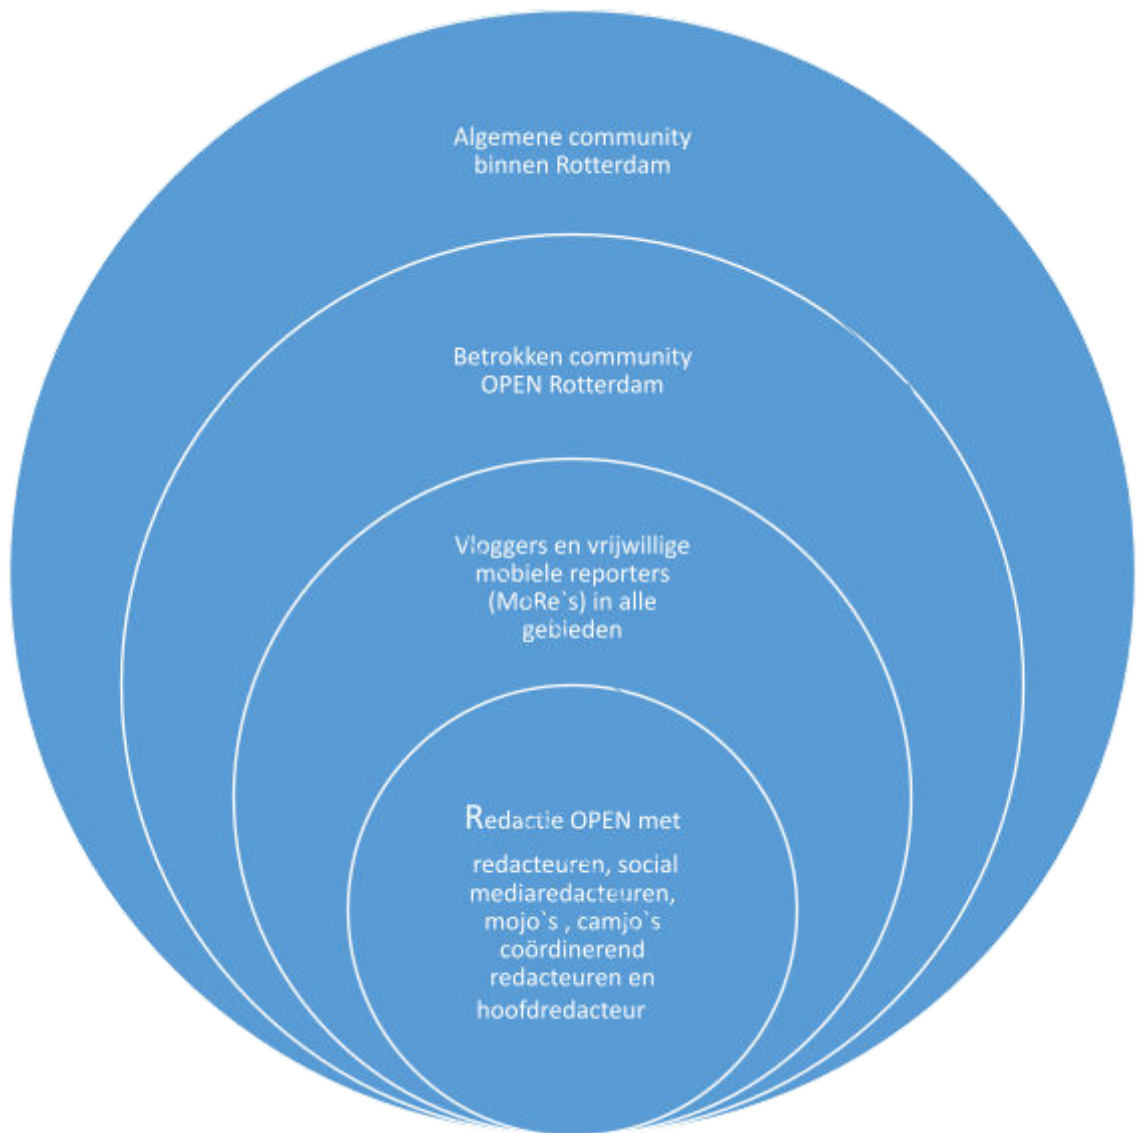 Algemene community
binnen Rotterdam
Betrokken community
OPEN Rotterdam
Vloggers en vrijwillige
mobiele reporters
(MoRe`s) in alle
gebieden
Redactie OPEN met
redacteuren, social
mediaredacteuren,
mojo`s , camjo`s
coördinerend
redacteuren en
hoofdredacteur